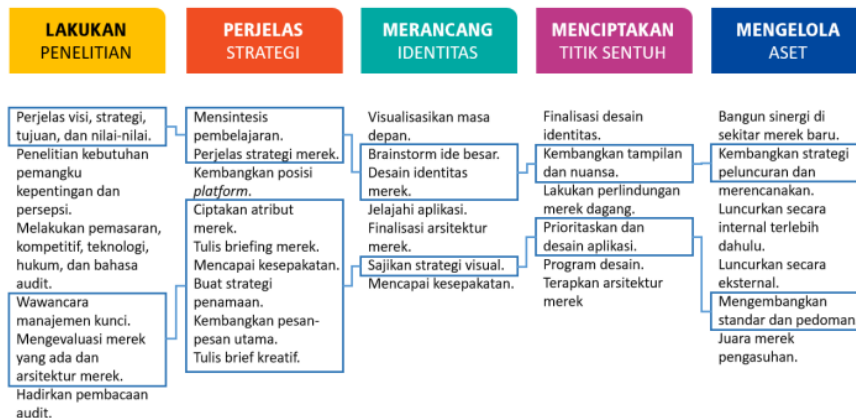 LAKUKAN
PENELITIAN
Perjelas visi, strategi,
tujuan, dan nilai-nilai.
Penelitian kebutuhan
pemangku
kepentingan dan
persepsi.
Melakukan pemasaran,
kompetitif, teknologi,
hukum, dan bahasa
audit.
Wawancara
manajemen kunci.
Mengevaluasi merek
yang ada dan
arsitektur merek.
Hadirkan pembacaan
audit.
PERJELAS
STRATEGI
Mensintesis
pembelajaran.
Perjelas strategi merek.
Kembangkan posisi
platform.
Ciptakan atribut
merek.
Tulis briefing merek.
Mencapai kesepakatan.
Buat strategi
penamaan.
Kembangkan pesan-
pesan utama.
Tulis brief kreatif.
MERANCANG
IDENTITAS
Visualisasikan masa
depan.
Brainstorm ide besar.
Desain identitas
merek.
Jelajahi aplikasi.
Finalisasi arsitektur
merek.
Sajikan strategi visual.
Mencapai kesepakatan.
MENCIPTAKAN
TITIK SENTUH
Finalisasi desain
identitas.
Kembangkan tampilan
dan nuansa.
Lakukan perlindungan
merek dagang.
Prioritaskan dan
desain aplikasi.
Program desain.
Terapkan arsitektur
merek
MENGELOLA
ASET
Bangun sinergi di
sekitar merek baru.
Kembangkan strategi
peluncuran dan
merencanakan.
Luncurkan secara
internal terlebih
dahulu.
Luncurkan secara
eksternal.
Mengembangkan
standar dan pedoman
Juara merek
pengasuhan.